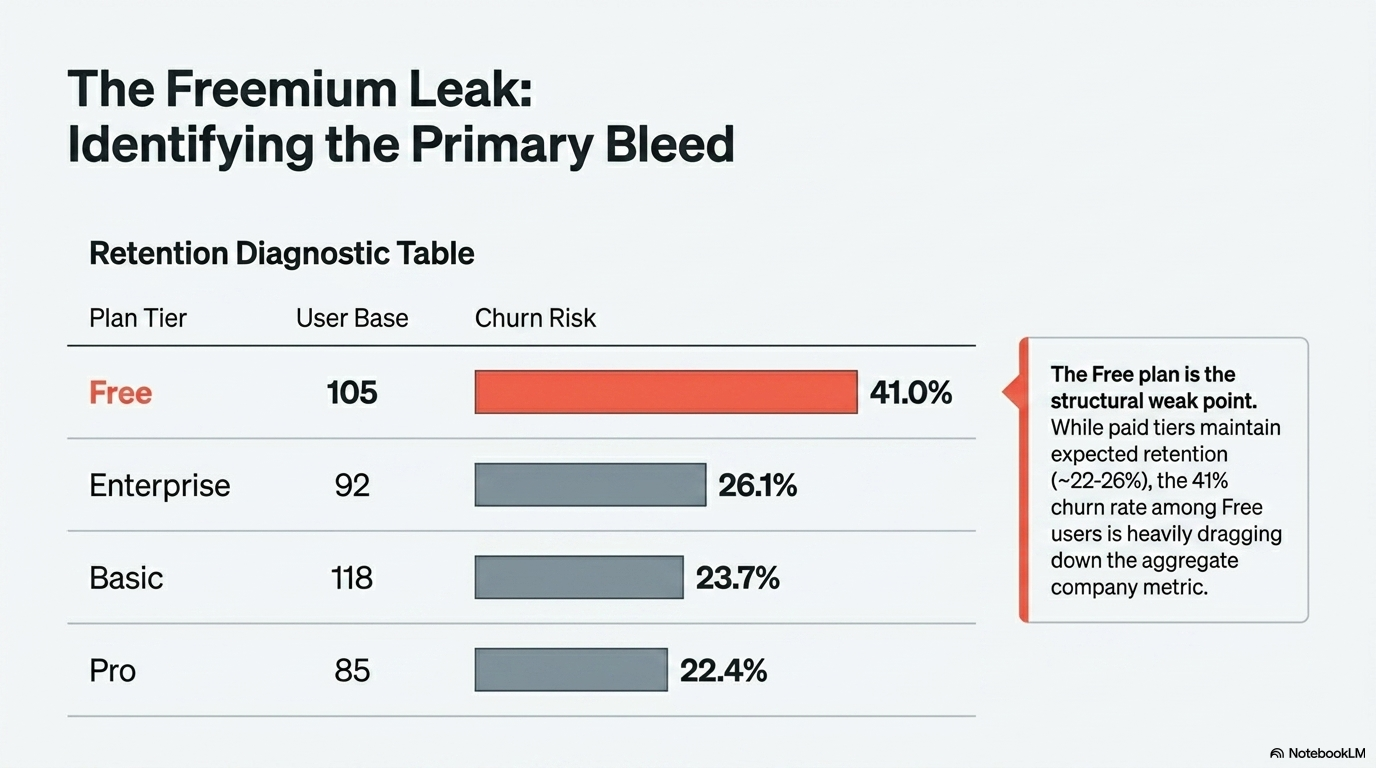 The Freemium Leak:
Identifying the Primary Bleed
Retention Diagnostic Table
Plan Tier User Base Churn Risk
Free 105 41.0%
Enterprise 92 26.1%
Basic 118 23.7%
Pro 85 22.4%
The Free plan is the
structural weak point.
While paid tiers maintain
expected retention
(~22-26%), the 41%
churn rate among Free
users is heavily dragging
down the aggregate
company metric.
NotebookLM